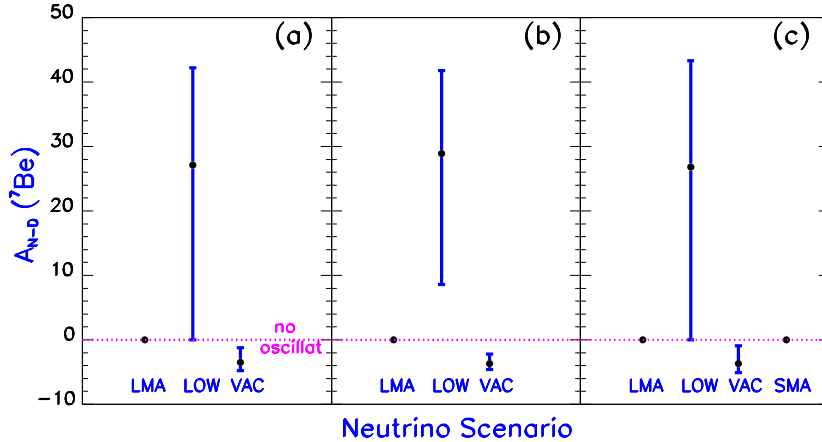 50
40
30
20
10
0
−10
A_{N−D} (⁷Be)
(a)
(b)
(c)
no
oscillat
LMA LOW VAC
LMA LOW VAC
LMA LOW VAC SMA
Neutrino Scenario